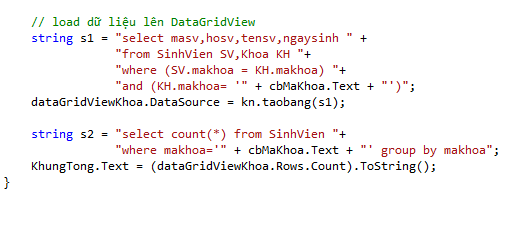 // load dữ liệu lên DataGridView
string s1 = "select masv,hosv,tensv,ngaysinh " +
"from SinhVien SV,Khoa KH "+
"where (SV.makhoa = KH.makhoa) "+
"and (KH.makhoa= '" + cbMaKhoa.Text + "')";
dataGridViewKhoa.DataSource = kn.taobang(s1);
string s2 = "select count(*) from SinhVien "+
"where makhoa='" + cbMaKhoa.Text + "' group by makhoa";
KhungTong.Text = (dataGridViewKhoa.Rows.Count).ToString();
}